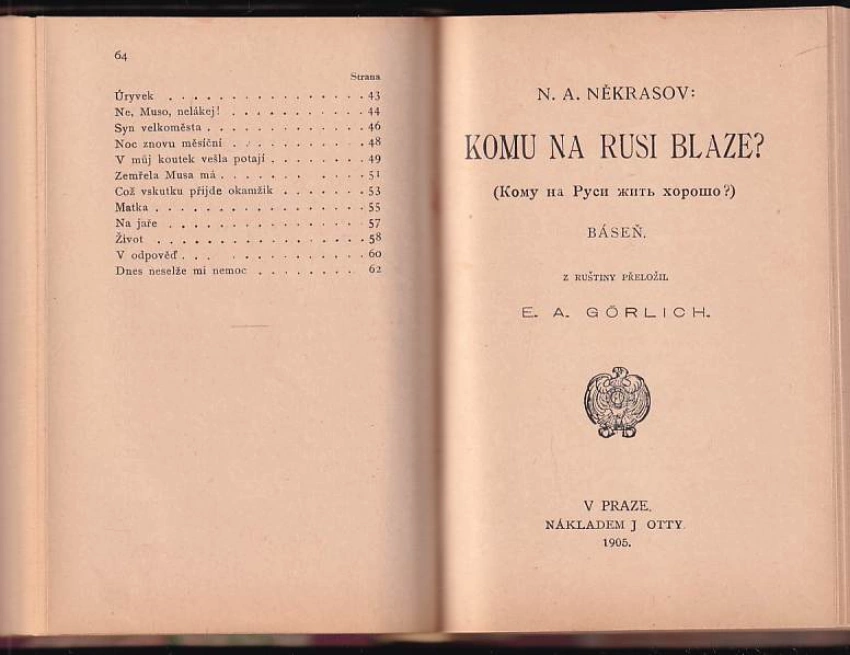 64
Strana
Úryvek . . . . . . . . . . . . . . . . 43
Ne, Muso, nelákej! . . . . . . . . . . 44
Syn velkoměsta . . . . . . . . . . . . 46
Noc znovu měsíční . . . . . . . . . . 48
V můj koutek vešla potají . . . . . . . 49
Zemřela Musa má . . . . . . . . . . 51
Což vskutku přijde okamžik . . . . . . . 53
Matka . . . . . . . . . . . . . . . . 55
Na jaře . . . . . . . . . . . . . . . 57
Život . . . . . . . . . . . . . . . . 58
V odpověď . . . . . . . . . . . . . 60
Dnes neselže mi nemoc . . . . . . . . 62
N. A. NĚKRASOV:
KOMU NA RUSI BLAZE?
(Кому на Руси жить хорошо?)
BÁSEŇ.
Z RUŠTINY PŘELOŽIL
E. A. GÖRLICH.
V PRAZE.
NÁKLADEM J OTTY.
1905.